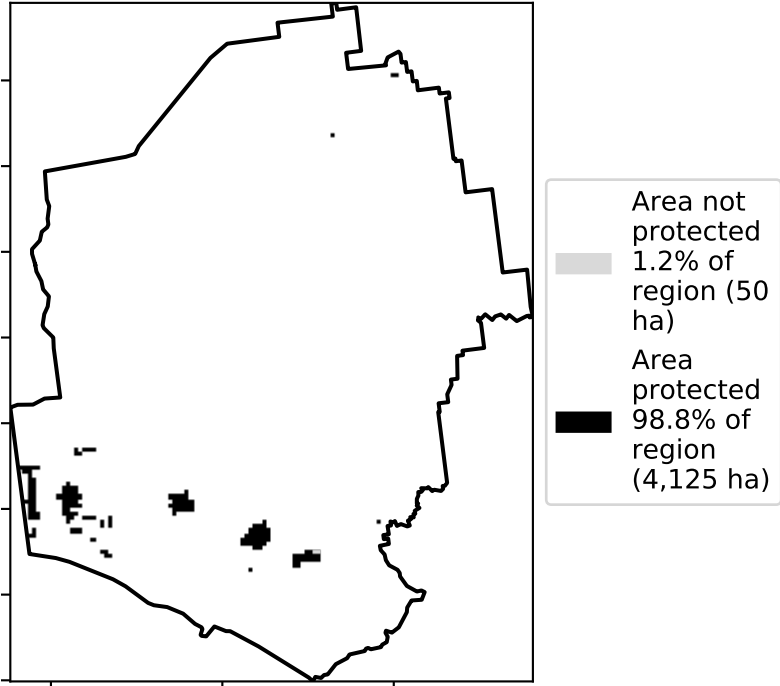 Area not
protected
1.2% of
region (50
ha)
Area
protected
98.8% of
region
(4,125 ha)